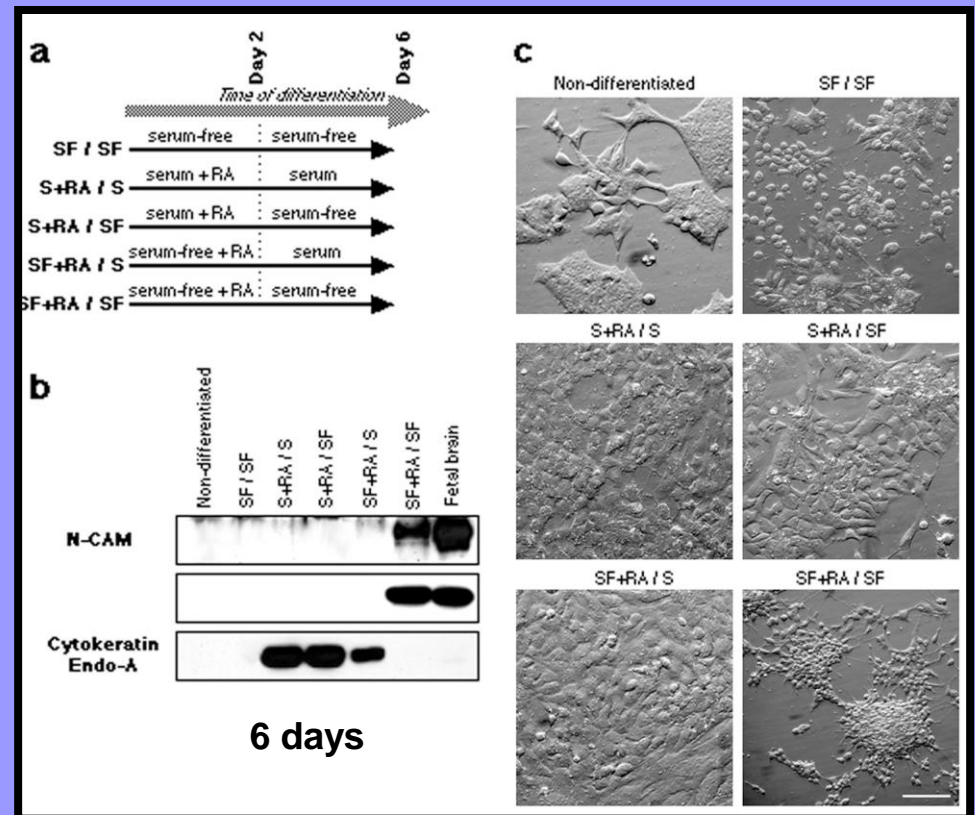 a
Day 2
Day 6
Time of differentiation
SF / SF serum-free serum-free
S+RA / S serum +RA serum
S+RA / SF serum +RA serum-free
SF+RA / S serum-free +RA serum
SF+RA / SF serum-free +RA serum-free
b
Non-differentiated
SF / SF
S+RA / S
S+RA / SF
SF+RA / S
SF+RA / SF
Fetal brain
N-CAM
Cytokeratin
Endo-A
6 days
c
Non-differentiated SF / SF
S+RA / S S+RA / SF
SF+RA / S SF+RA / SF